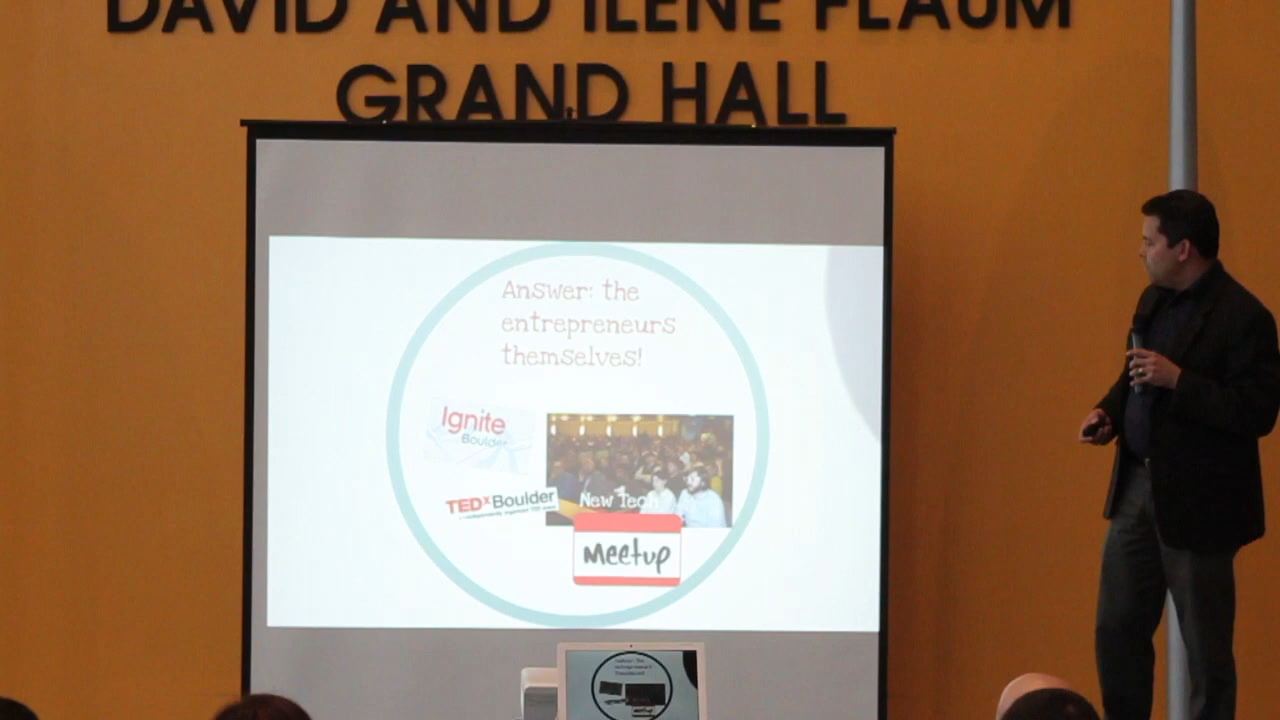 DAVID AND ILENE FLAUM
GRAND HALL
Answer: the
entrepreneurs
themselves!
Ignite
Boulder
TEDxBoulder
New Tech
Meetup